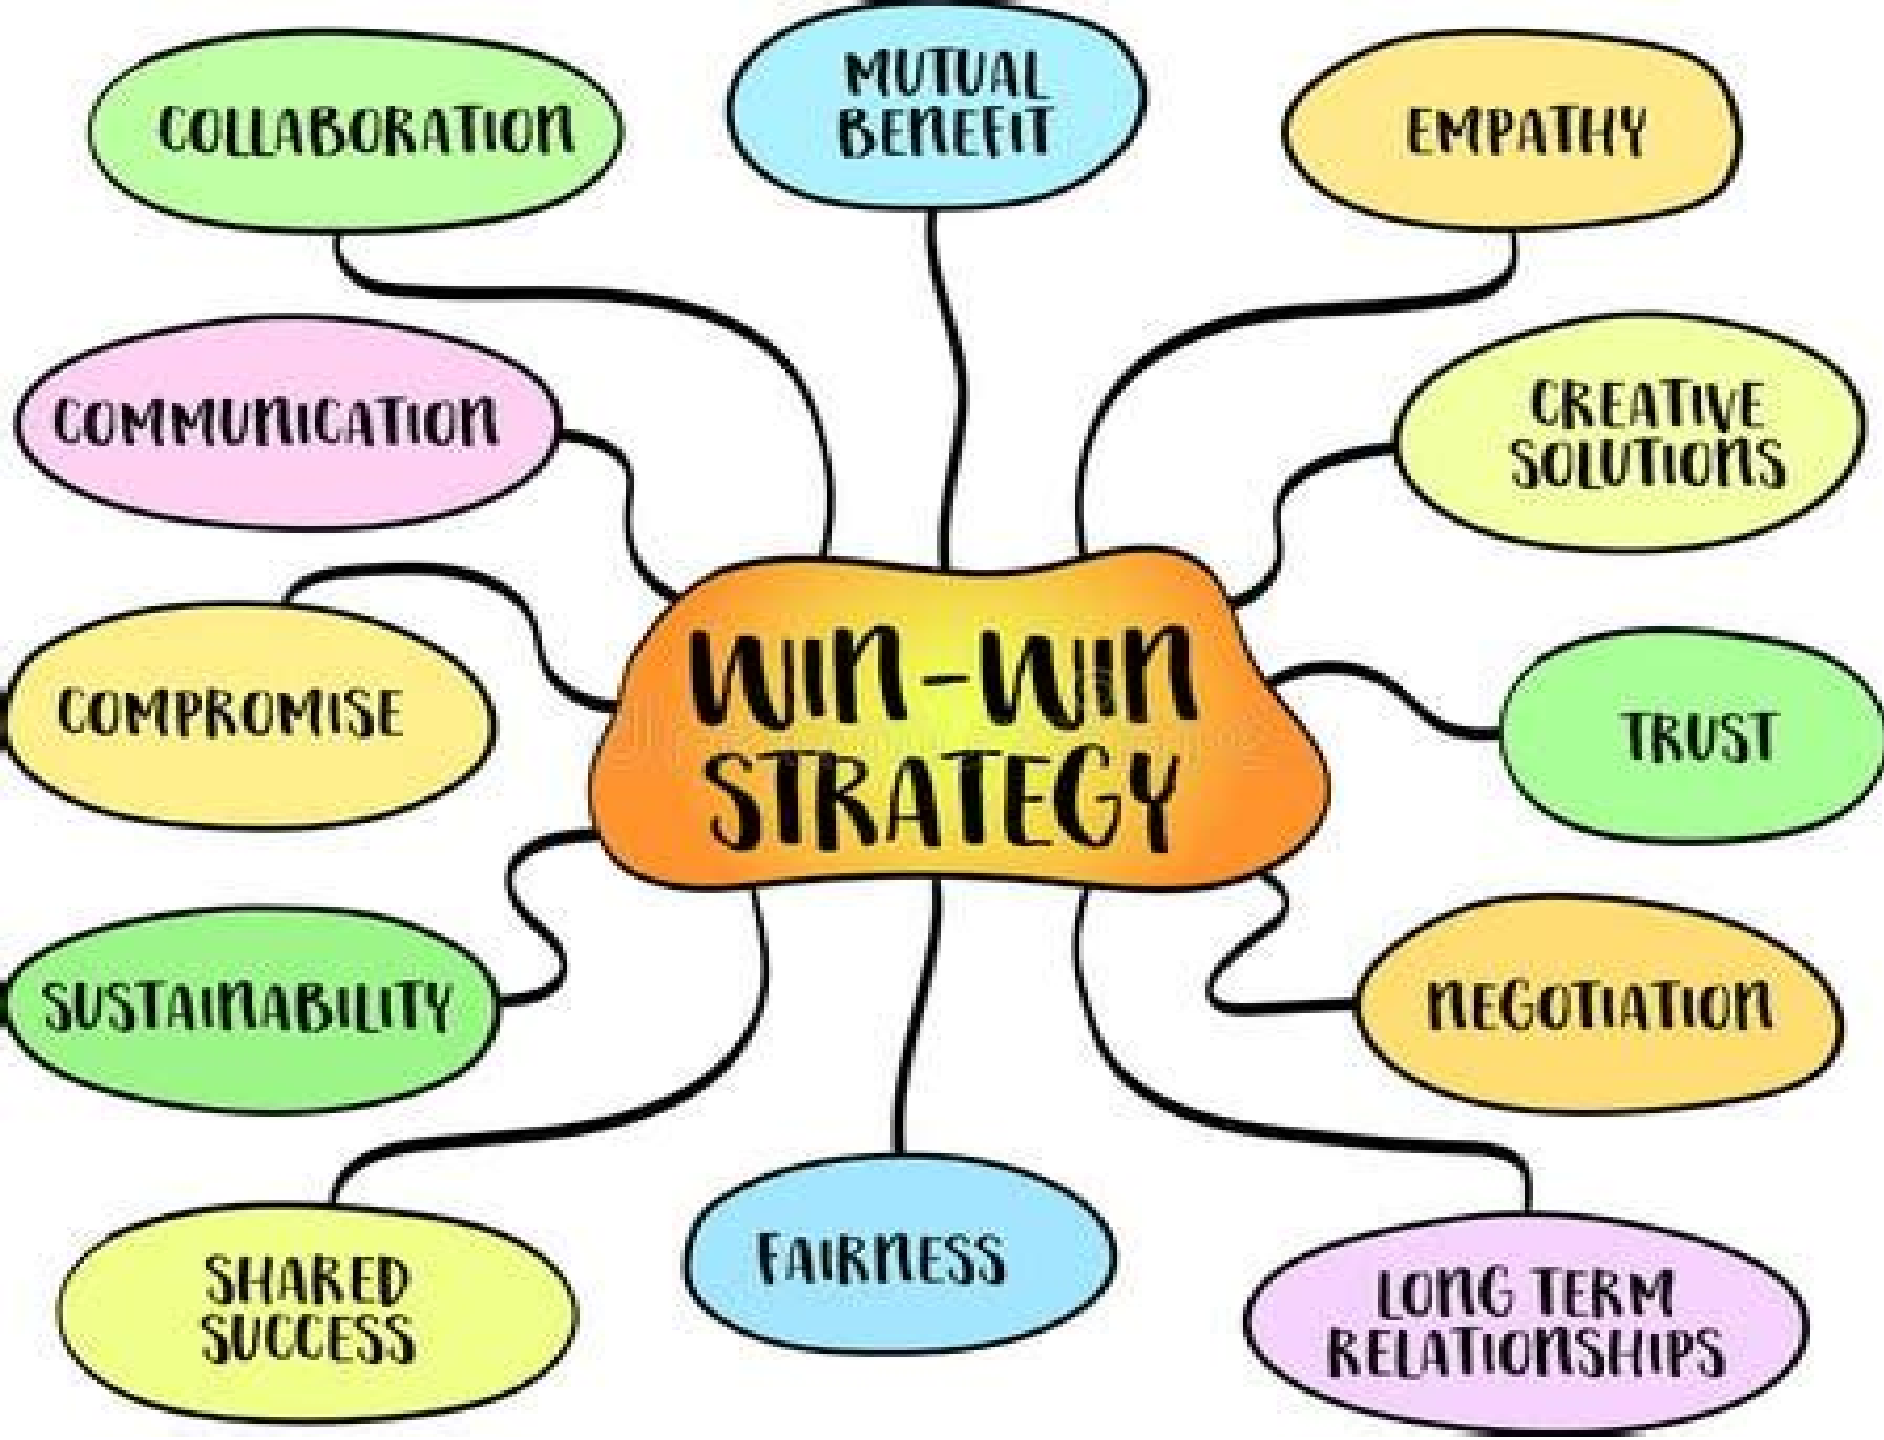 COLLABORATION
MUTUAL
BENEFIT
EMPATHY
COMMUNICATION
CREATIVE
SOLUTIONS
COMPROMISE
WIN-WIN
STRATEGY
TRUST
SUSTAINABILITY
NEGOTIATION
SHARED
SUCCESS
FAIRNESS
LONG TERM
RELATIONSHIPS